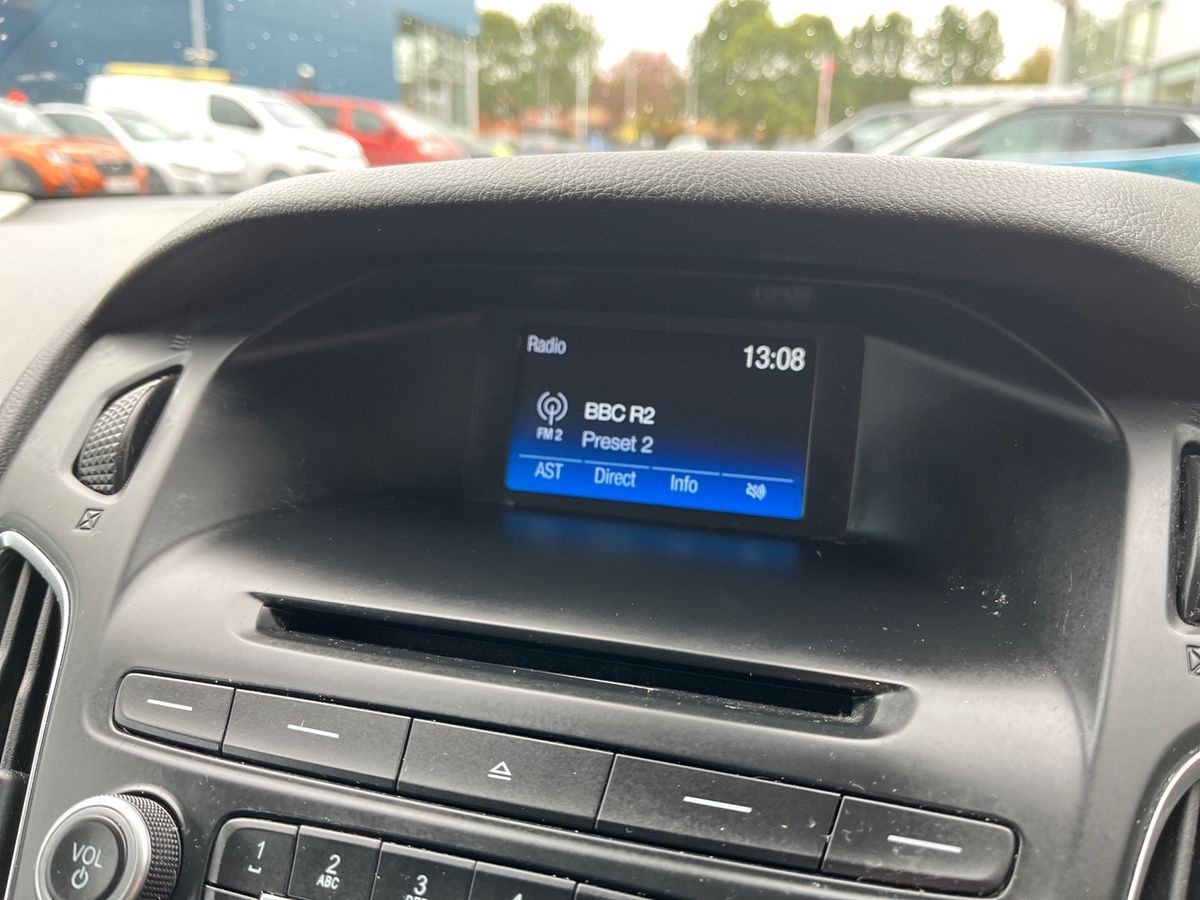 Radio
13:08
BBC R2
FM 2
Preset 2
AST Direct Info
VOL
1
2
ABC
3